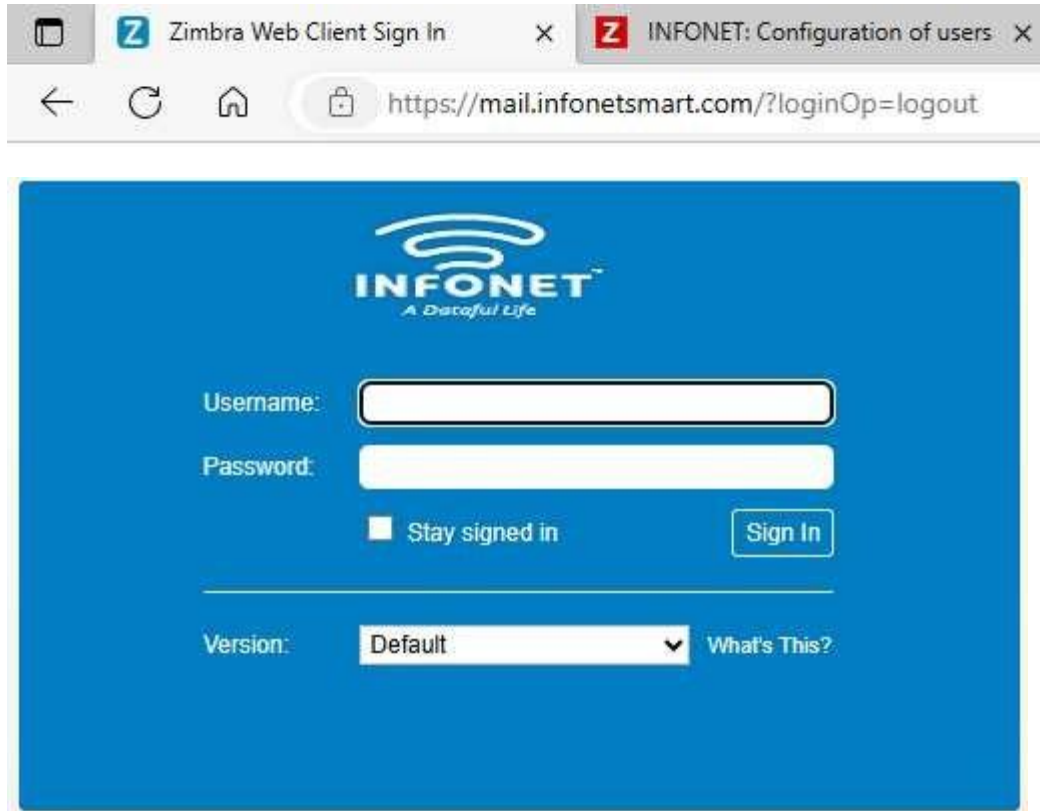 Z Zimbra Web Client Sign In
Z INFONET: Configuration of users
https://mail.infonetsmart.com/?loginOp=logout
INFONET™
A Dataful Life
Username:
Password:
Stay signed in
Sign In
Version:
Default
What's This?